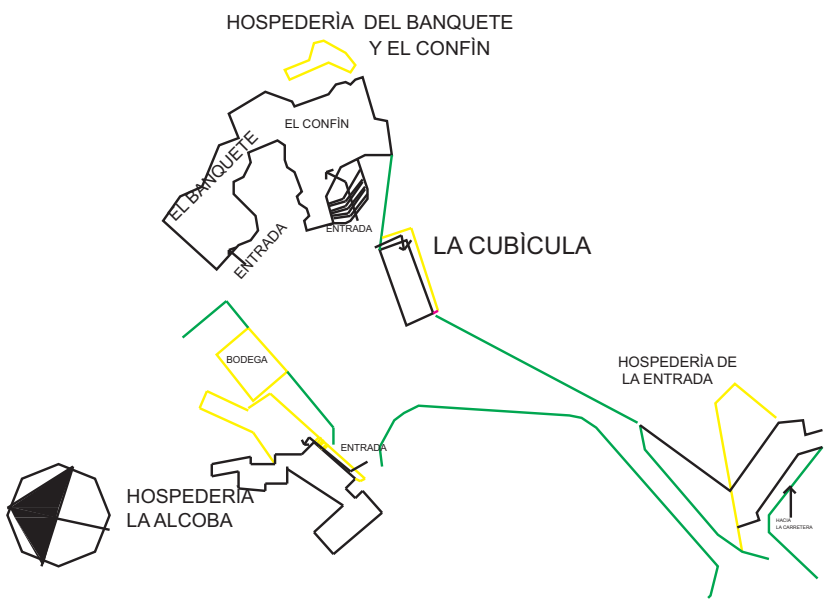 HOSPEDERÌA DEL BANQUETE
Y EL CONFÌN
EL CONFÌN
EL BANQUETE
ENTRADA
ENTRADA
LA CUBÌCULA
BODEGA
HOSPEDERÌA DE
LA ENTRADA
ENTRADA
HOSPEDERÌA
LA ALCOBA
HACIA
LA CARRETERA